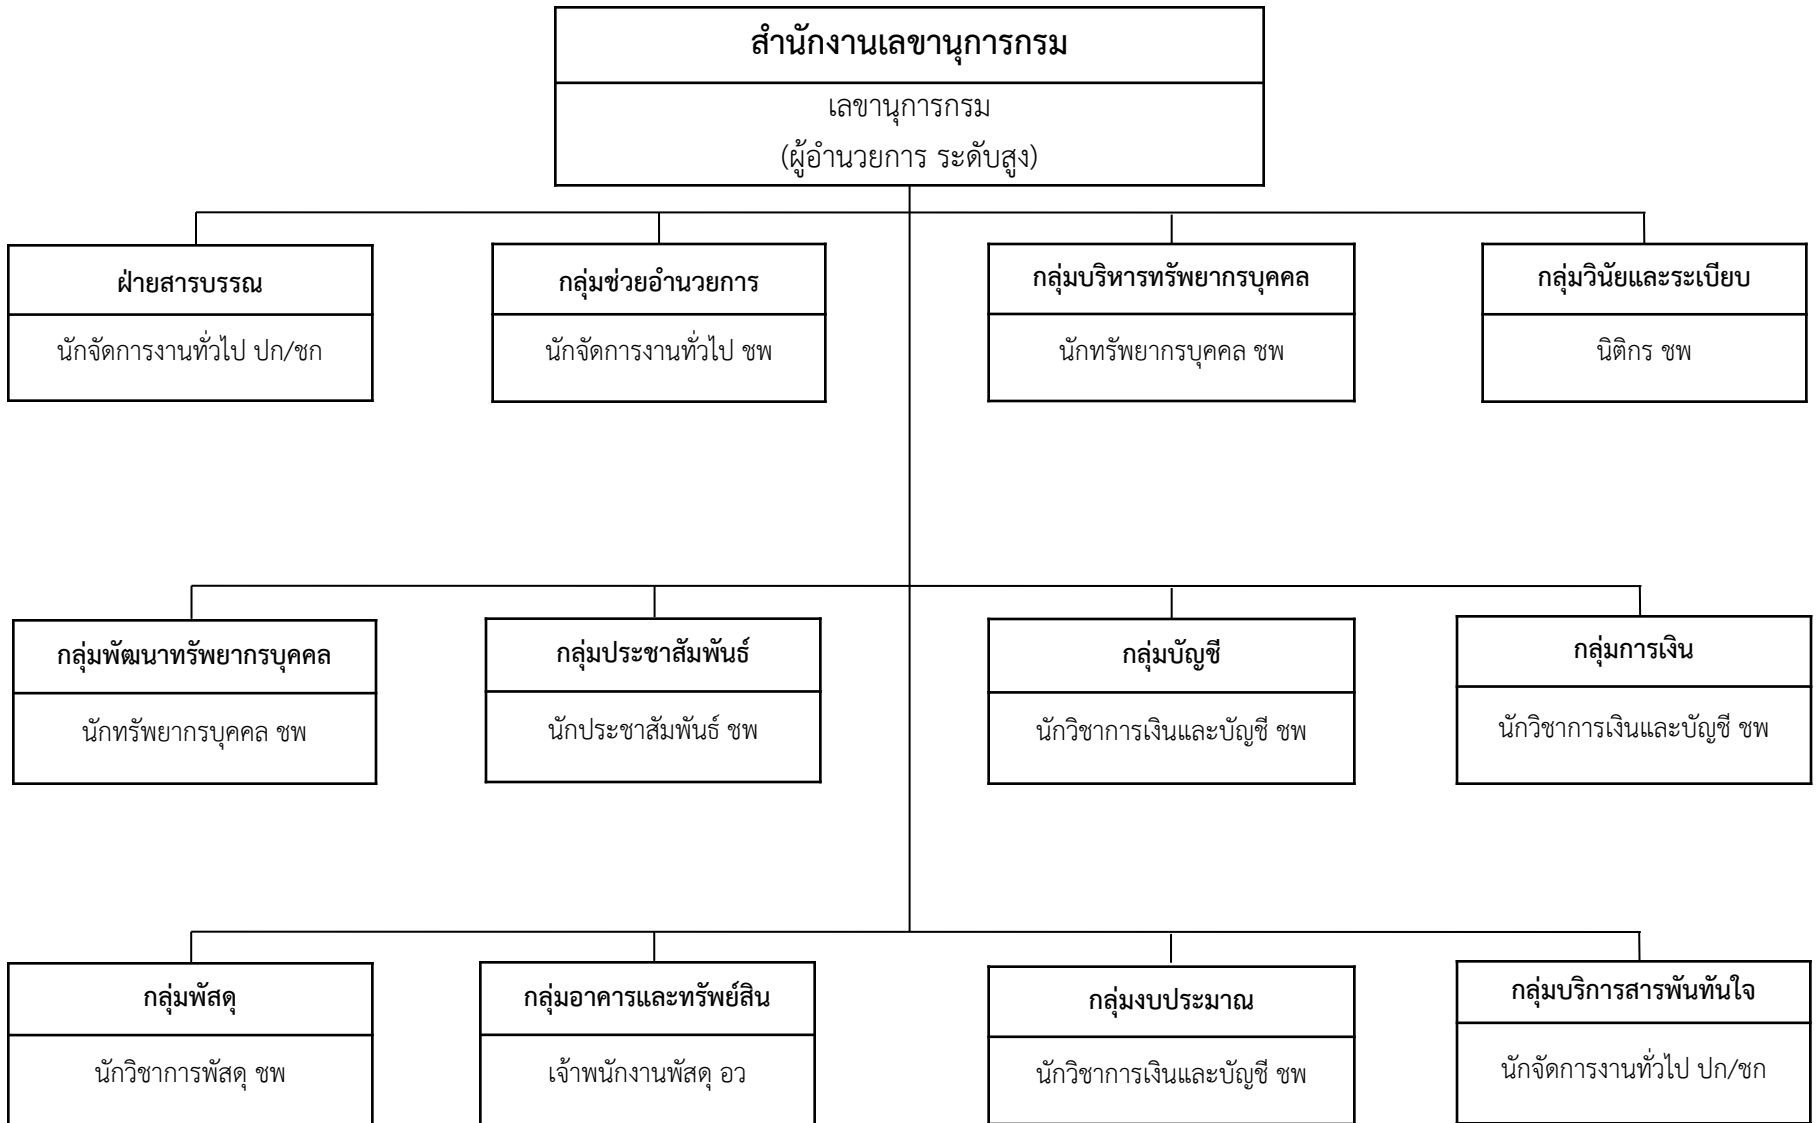 สำนักงานเลขานุการกรม
เลขานุการกรม
(ผู้อำนวยการ ระดับสูง)
ฝ่ายสารบรรณ
นักจัดการงานทั่วไป ปก/ชก
กลุ่มช่วยอำนวยการ
นักจัดการงานทั่วไป ชพ
กลุ่มบริหารทรัพยากรบุคคล
นักทรัพยากรบุคคล ชพ
กลุ่มวินัยและระเบียบ
นิติกร ชพ
กลุ่มพัฒนาทรัพยากรบุคคล
นักทรัพยากรบุคคล ชพ
กลุ่มประชาสัมพันธ์
นักประชาสัมพันธ์ ชพ
กลุ่มบัญชี
นักวิชาการเงินและบัญชี ชพ
กลุ่มการเงิน
นักวิชาการเงินและบัญชี ชพ
กลุ่มพัสดุ
นักวิชาการพัสดุ ชพ
กลุ่มอาคารและทรัพย์สิน
เจ้าพนักงานพัสดุ อว
กลุ่มงบประมาณ
นักวิชาการเงินและบัญชี ชพ
กลุ่มบริการสารพันทันใจ
นักจัดการงานทั่วไป ปก/ชก